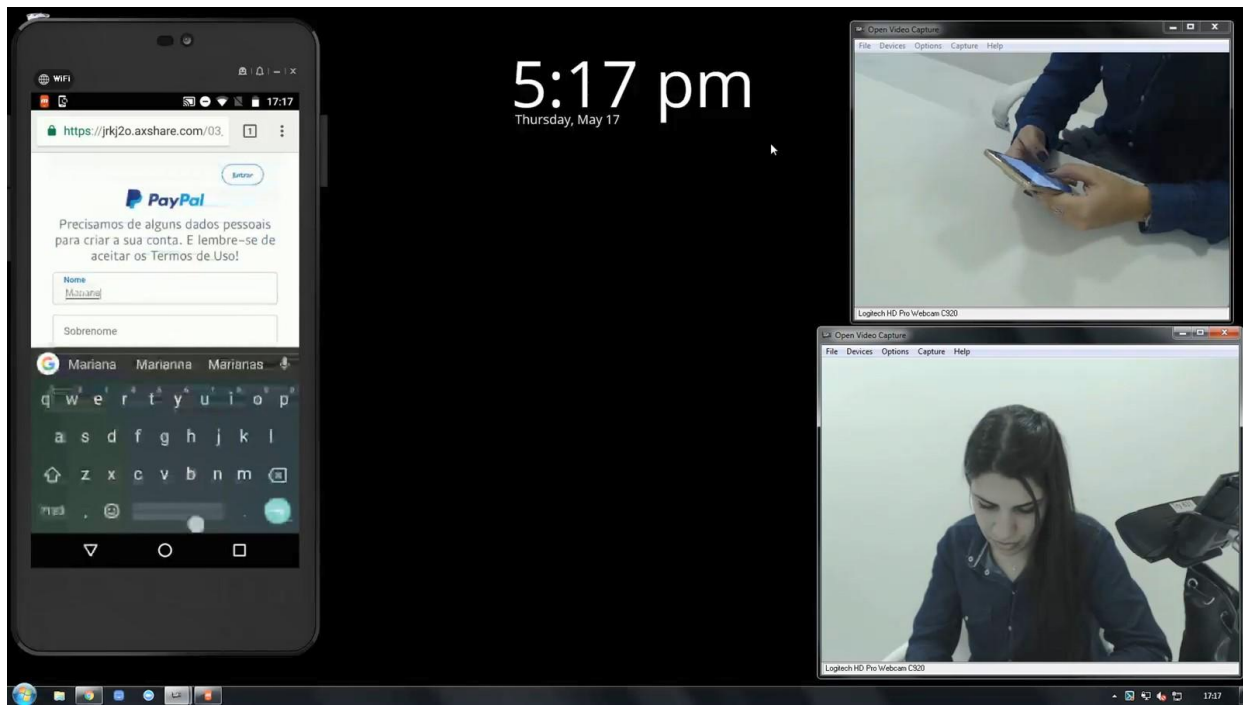 WiFi
17:17
https://jrkj2o.axshare.com/03.
1
Entrar
PayPal
Precisamos de alguns dados pessoais
para criar a sua conta. E lembre-se de
aceitar os Termos de Uso!
Nome
Sobrenome
G Mariana Marianna Marianas
q w e r t y u i o p
a s d f g h j k l
z x c v b n m
, .
5:17 pm
Thursday, May 17
Open Video Capture
File Devices Options Capture Help
Logitech HD Pro Webcam C920
Open Video Capture
File Devices Options Capture Help
Logitech HD Pro Webcam C920
17:17